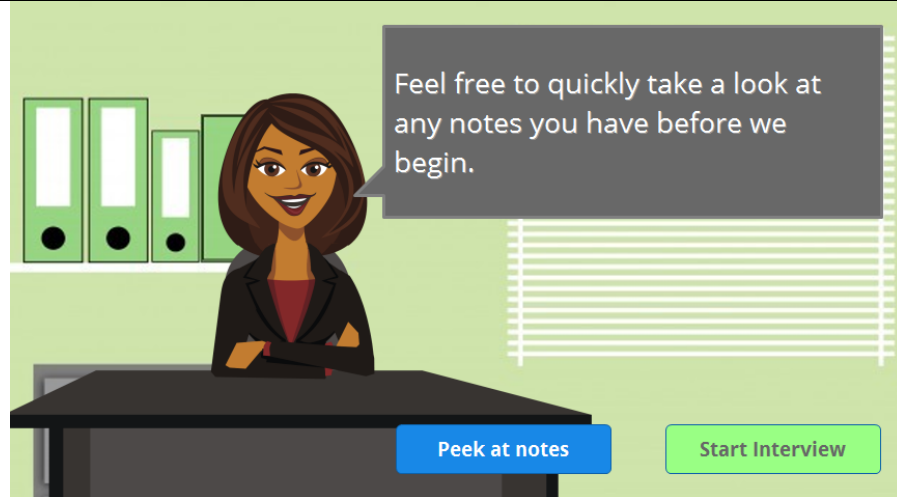 Feel free to quickly take a look at
any notes you have before we
begin.
Peek at notes
Start Interview